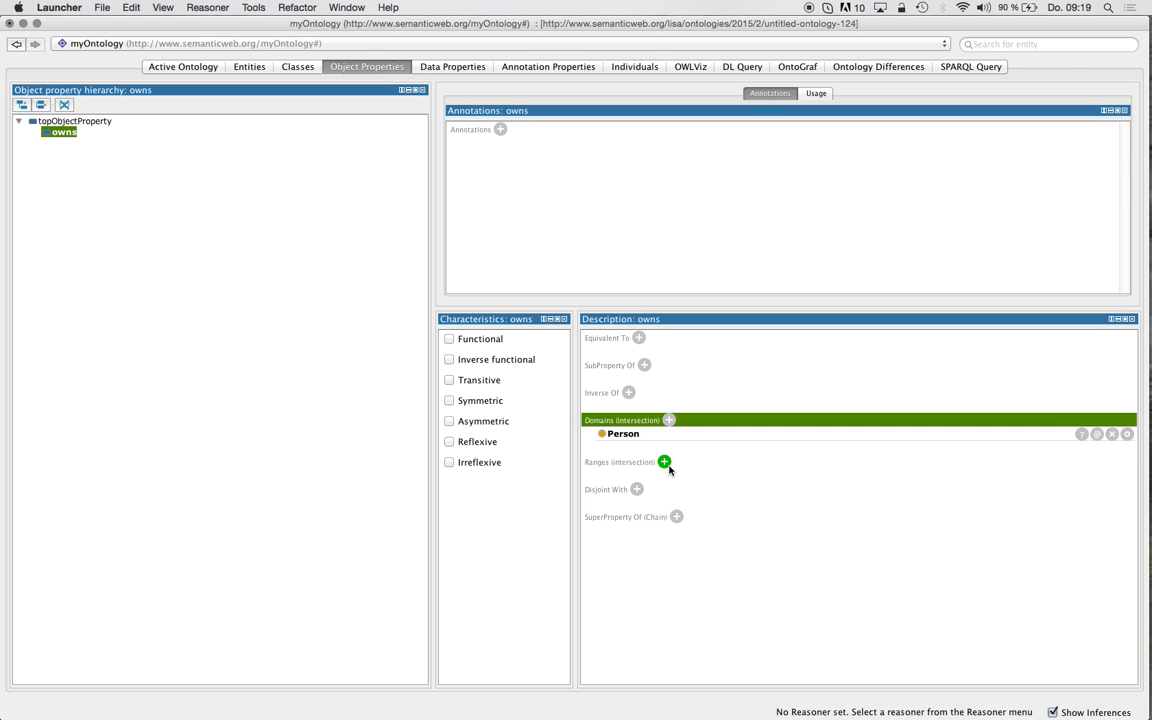 Launcher File Edit View Reasoner Tools Refactor Window Help 10 90 % Do. 09:19
myOntology (http://www.semanticweb.org/myOntology#) : [http://www.semanticweb.org/lisa/ontologies/2015/2/untitled-ontology-124]
myOntology (http://www.semanticweb.org/myOntology#) Search for entity
Active Ontology Entities Classes Object Properties Data Properties Annotation Properties Individuals OWLViz DL Query OntoGraf Ontology Differences SPARQL Query
Object property hierarchy: owns
topObjectProperty
owns
Annotations Usage
Annotations: owns
Annotations
Characteristics: owns
Functional
Inverse functional
Transitive
Symmetric
Asymmetric
Reflexive
Irreflexive
Description: owns
Equivalent To
SubProperty Of
Inverse Of
Domains (intersection)
Person
Ranges (intersection)
Disjoint With
SuperProperty Of (Chain)
No Reasoner set. Select a reasoner from the Reasoner menu Show Inferences